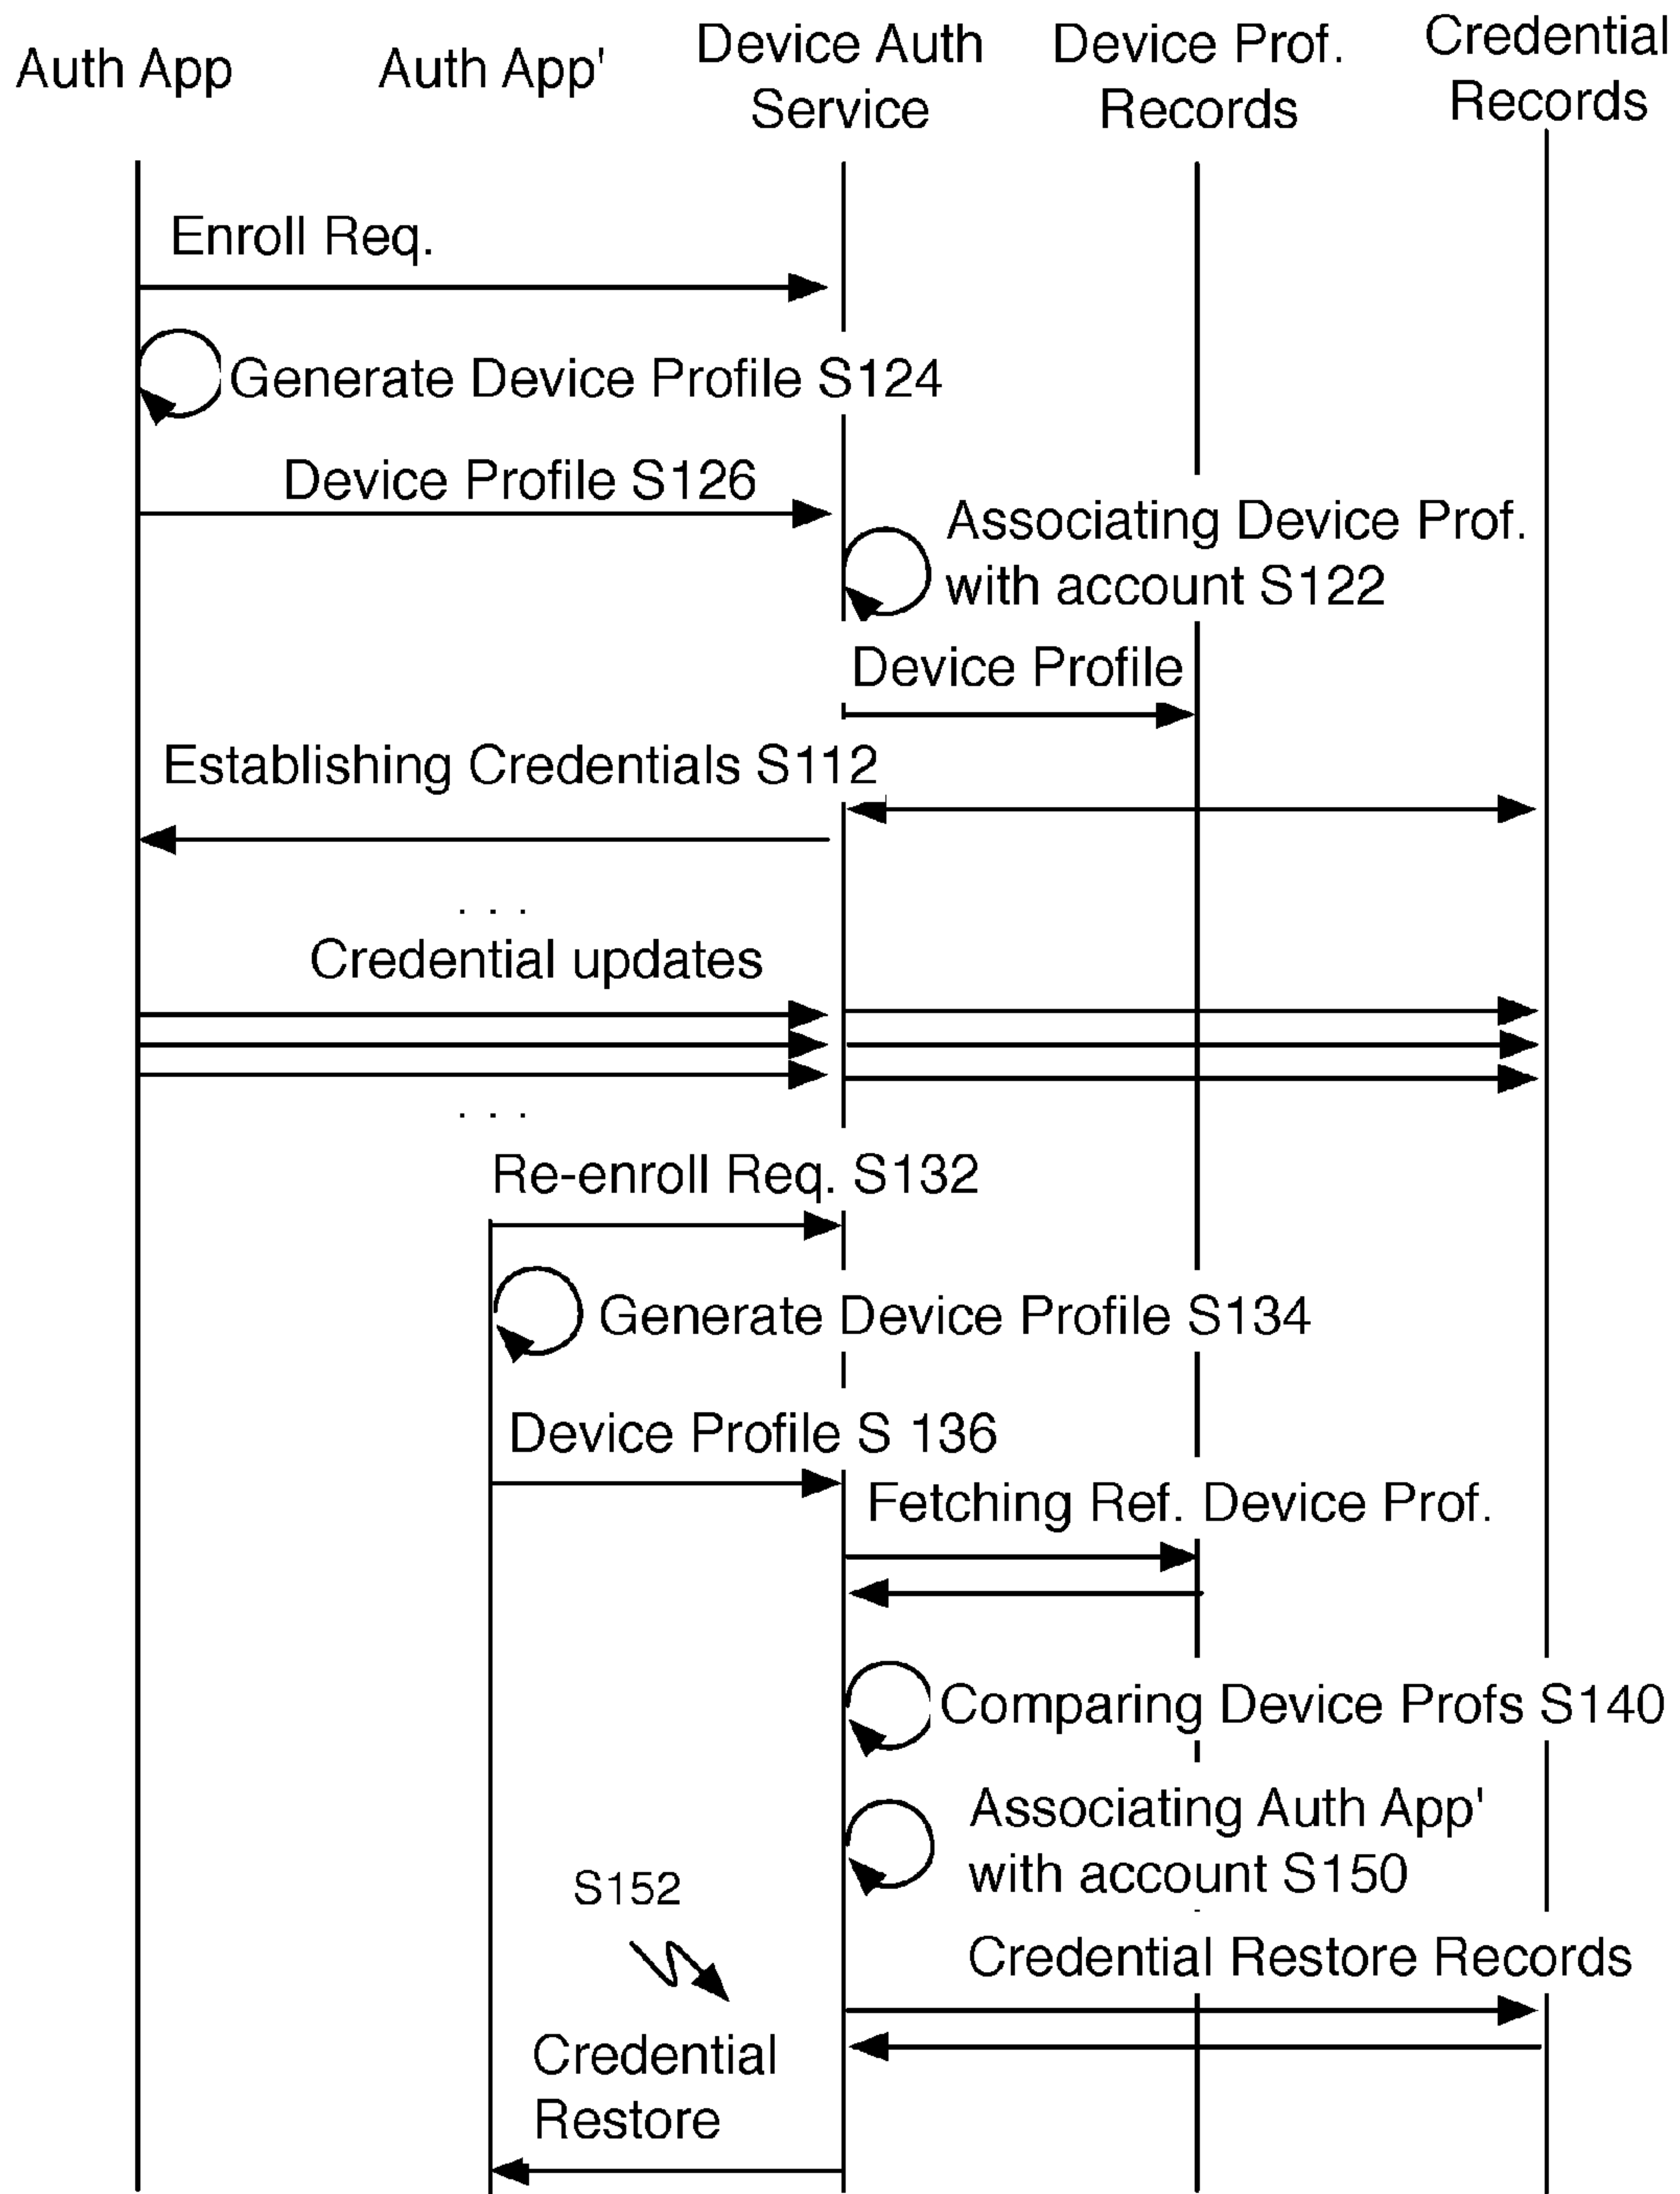 Auth App
Auth App'
Device Auth
Service
Device Prof.
Records
Credential
Records
Enroll Req.
Generate Device Profile S124
Device Profile S126
Associating Device Prof.
with account S122
Device Profile
Establishing Credentials S112
. . .
Credential updates
. . .
Re-enroll Req. S132
Generate Device Profile S134
Device Profile S 136
Fetching Ref. Device Prof.
Comparing Device Profs S140
Associating Auth App'
with account S150
S152
Credential Restore Records
Credential
Restore